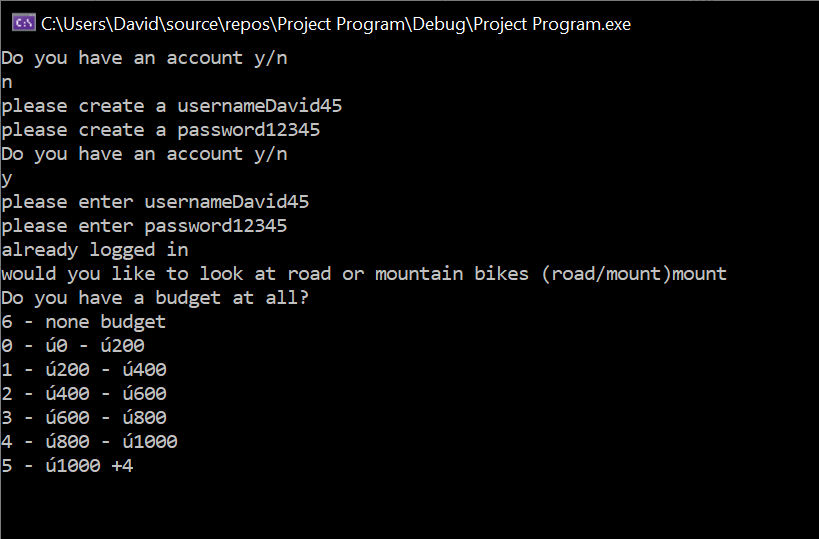 C:\Users\David\source\repos\Project Program\Debug\Project Program.exe
Do you have an account y/n
n
please create a usernameDavid45
please create a password12345
Do you have an account y/n
y
please enter usernameDavid45
please enter password12345
already logged in
would you like to look at road or mountain bikes (road/mount)mount
Do you have a budget at all?
6 - none budget
0 - ú0 - ú200
1 - ú200 - ú400
2 - ú400 - ú600
3 - ú600 - ú800
4 - ú800 - ú1000
5 - ú1000 +4